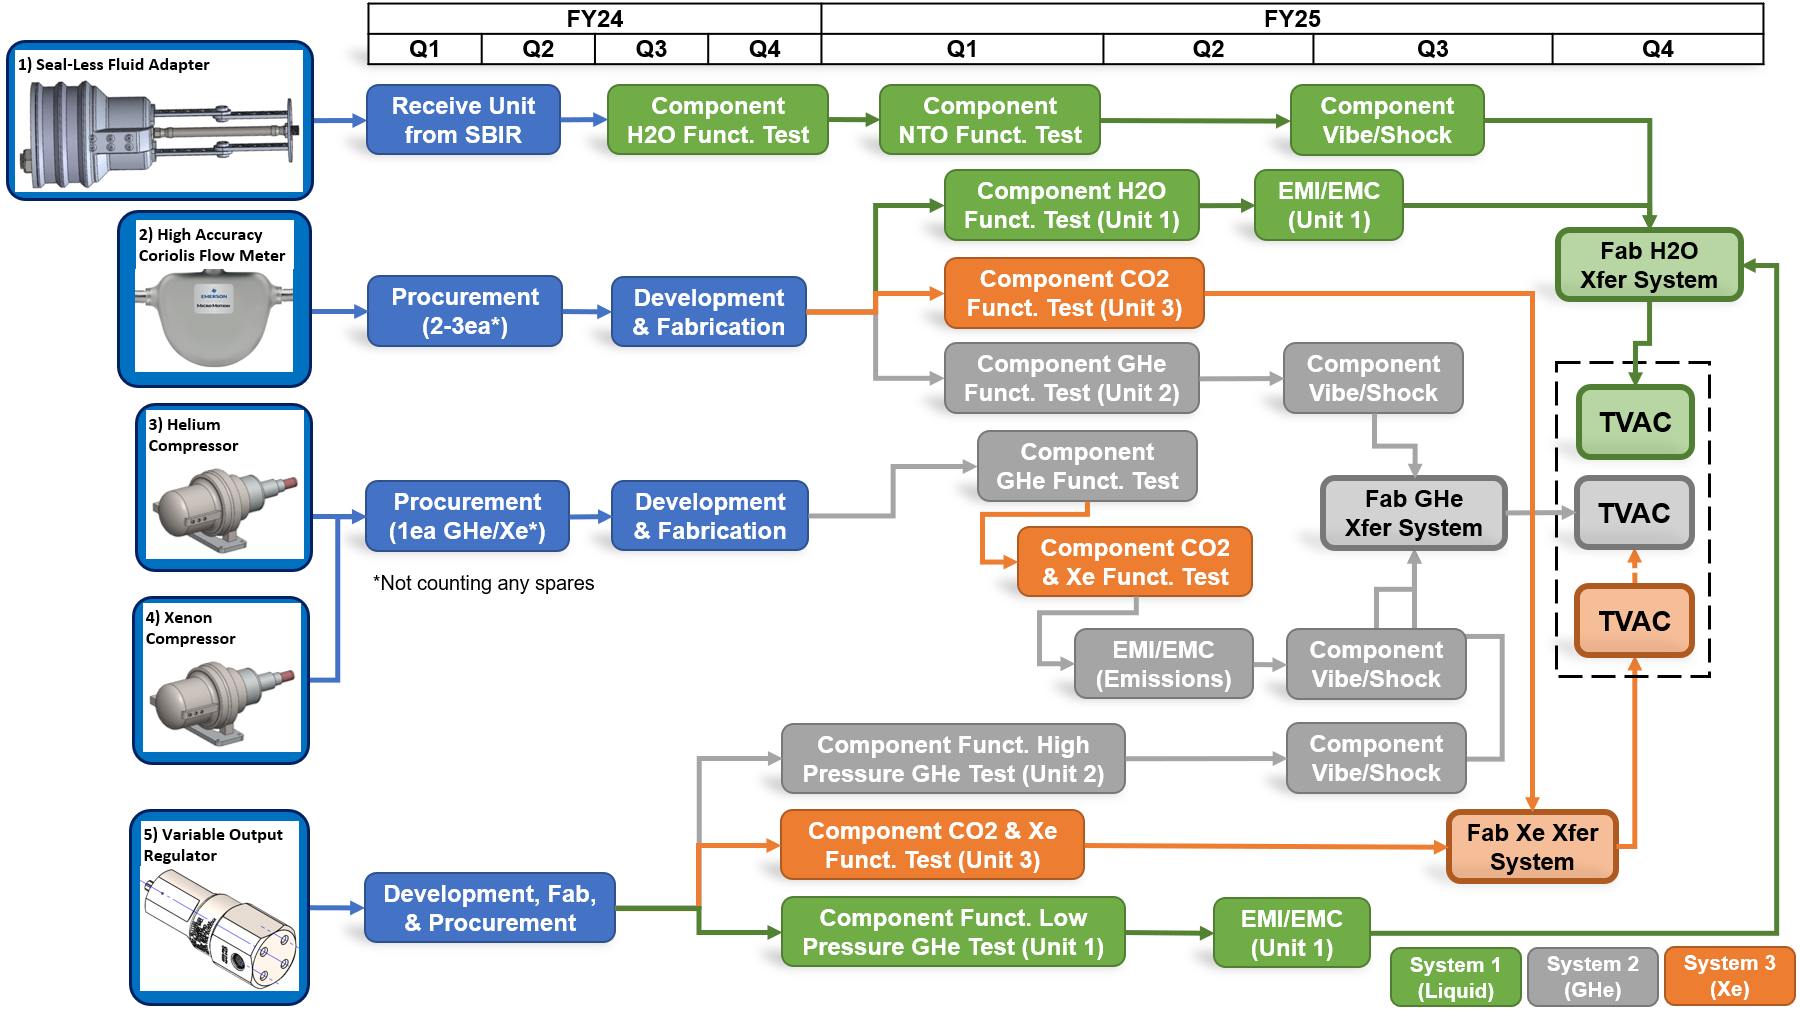 FY24
FY25
Q1
Q2
Q3
Q4
Q1
Q2
Q3
Q4
1) Seal-Less Fluid Adapter
Receive Unit
from SBIR
Component
H2O Funct. Test
Component
NTO Funct. Test
Component
Vibe/Shock
2) High Accuracy
Coriolis Flow Meter
EMERSON
MICRO MOTION
Procurement
(2-3ea*)
Development
& Fabrication
Component H2O
Funct. Test (Unit 1)
EMI/EMC
(Unit 1)
Component CO2
Funct. Test (Unit 3)
Component GHe
Funct. Test (Unit 2)
Component
Vibe/Shock
Fab H2O
Xfer System
TVAC
3) Helium
Compressor
Procurement
(1ea GHe/Xe*)
*Not counting any spares
Development
& Fabrication
Component
GHe Funct. Test
Component CO2
& Xe Funct. Test
EMI/EMC
(Emissions)
Component
Vibe/Shock
Fab GHe
Xfer System
TVAC
TVAC
4) Xenon
Compressor
5) Variable Output
Regulator
Development, Fab,
& Procurement
Component Funct. High
Pressure GHe Test (Unit 2)
Component
Vibe/Shock
Component CO2 & Xe
Funct. Test (Unit 3)
Fab Xe Xfer
System
Component Funct. Low
Pressure GHe Test (Unit 1)
EMI/EMC
(Unit 1)
System 1
(Liquid)
System 2
(GHe)
System 3
(Xe)